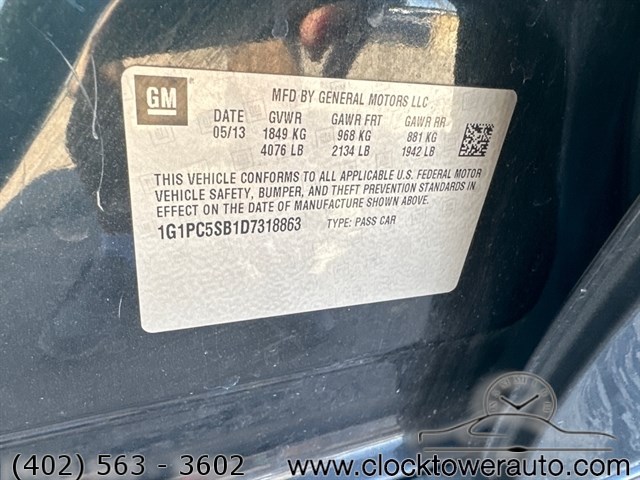 GM
MFD BY GENERAL MOTORS LLC
DATE GVWR GAWR FRT GAWR RR
05/13 1849 KG 968 KG 881 KG
4076 LB 2134 LB 1942 LB
THIS VEHICLE CONFORMS TO ALL APPLICABLE U.S. FEDERAL MOTOR
VEHICLE SAFETY, BUMPER, AND THEFT PREVENTION STANDARDS IN
EFFECT ON THE DATE OF MANUFACTURE SHOWN ABOVE.
1G1PC5SB1D7318863 TYPE: PASS CAR
(402) 563 - 3602 www.clocktowerauto.com